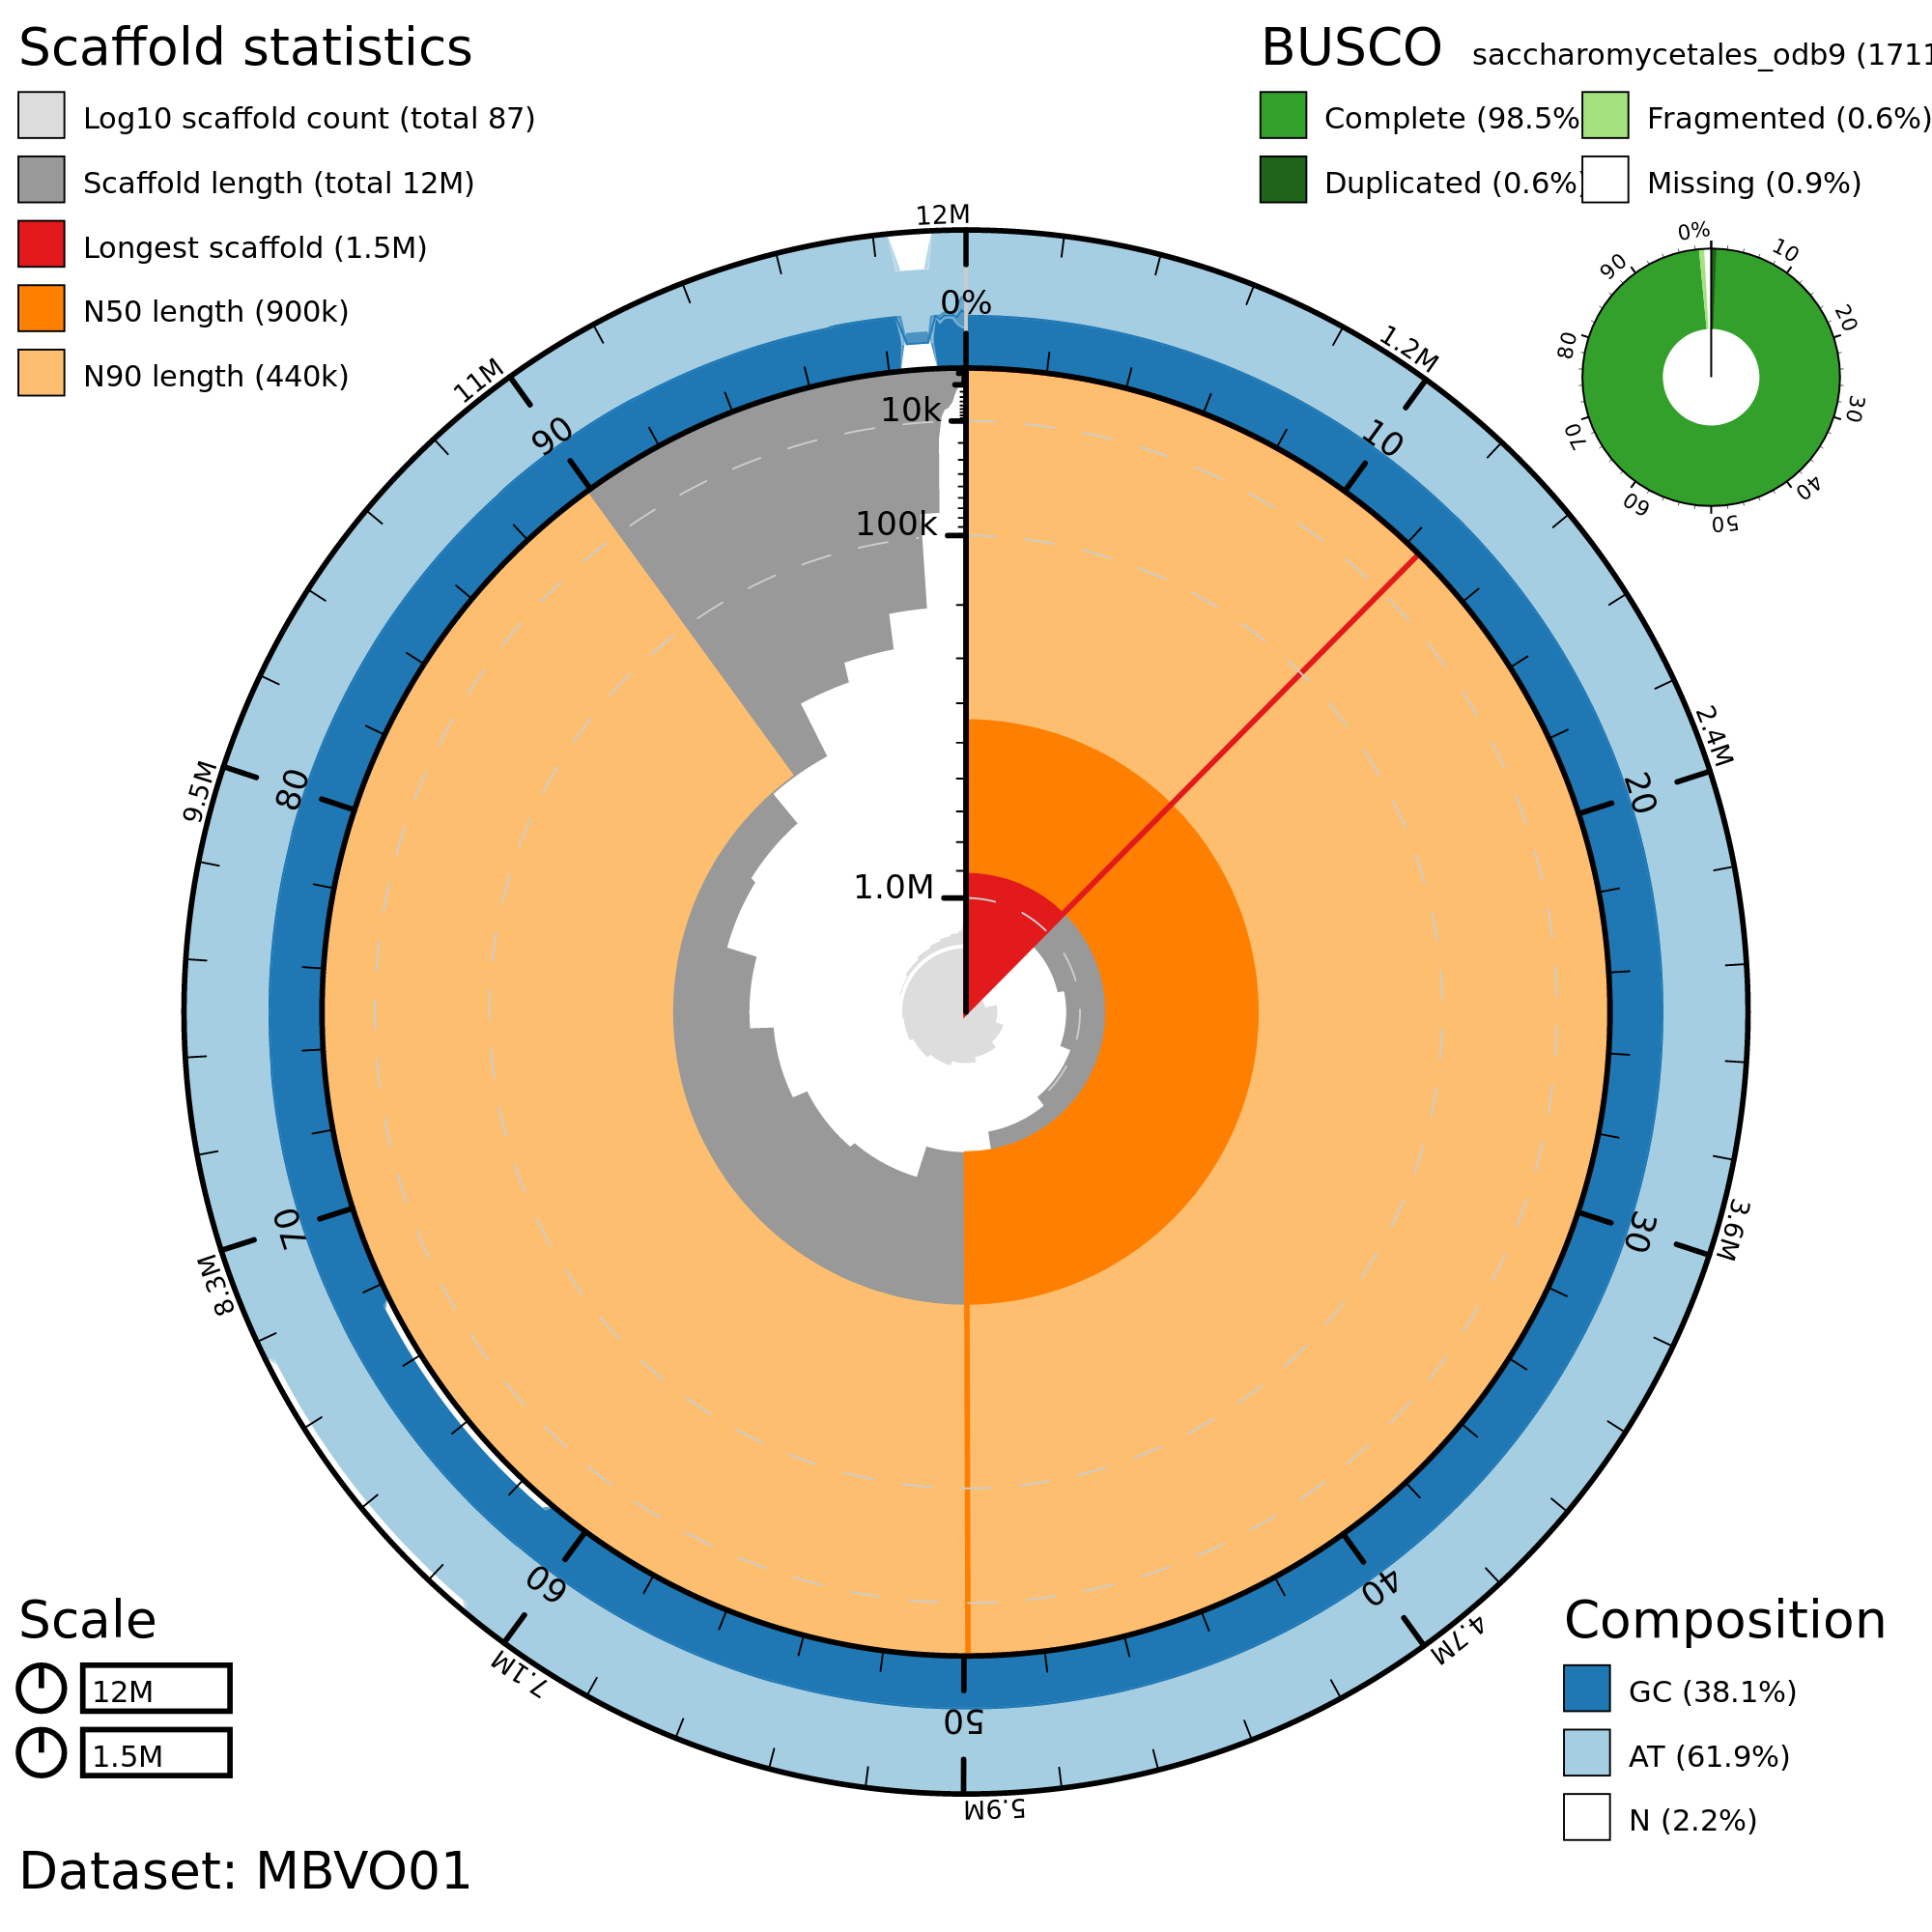 Scaffold statistics
Log10 scaffold count (total 87)
Scaffold length (total 12M)
Longest scaffold (1.5M)
N50 length (900k)
N90 length (440k)
BUSCO saccharomycetales_odb9 (1711
Complete (98.5%
Fragmented (0.6%)
Duplicated (0.6%)
Missing (0.9%)
0%
10
20
30
40
50
60
70
80
90
12M
1.2M
2.4M
3.6M
4.7M
5.9M
7.1M
8.3M
9.5M
11M
0%
10
20
30
40
50
60
70
80
90
10k
100k
1.0M
Scale
12M
1.5M
Composition
GC (38.1%)
AT (61.9%)
N (2.2%)
Dataset: MBVO01